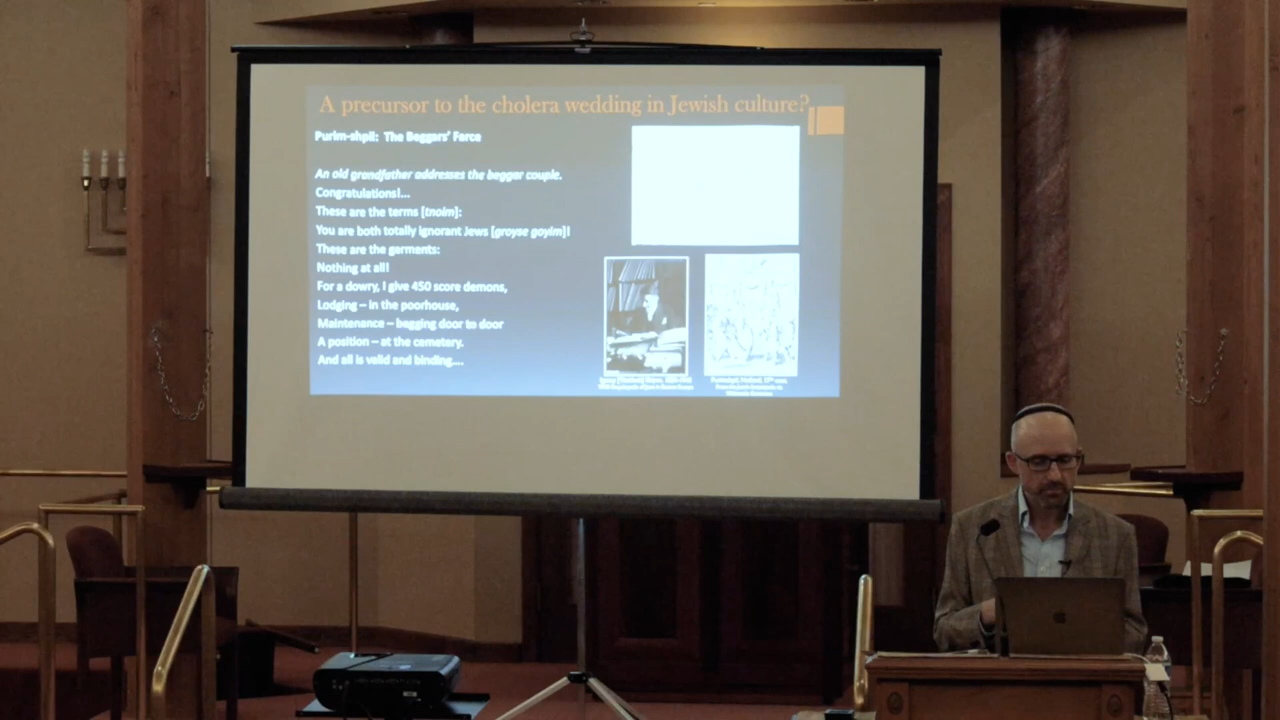 A precursor to the cholera wedding in Jewish culture?
Purim-shpil: The Beggars' Farce
An old grandfather addresses the beggar couple.
Congratulations!...
These are the terms [tnoim]:
You are both totally ignorant Jews [groyse goyim]!
These are the garments:
Nothing at all!
For a dowry, I give 450 score demons,
Lodging – in the poorhouse,
Maintenance – begging door to door
A position – at the cemetery.
And all is valid and binding....